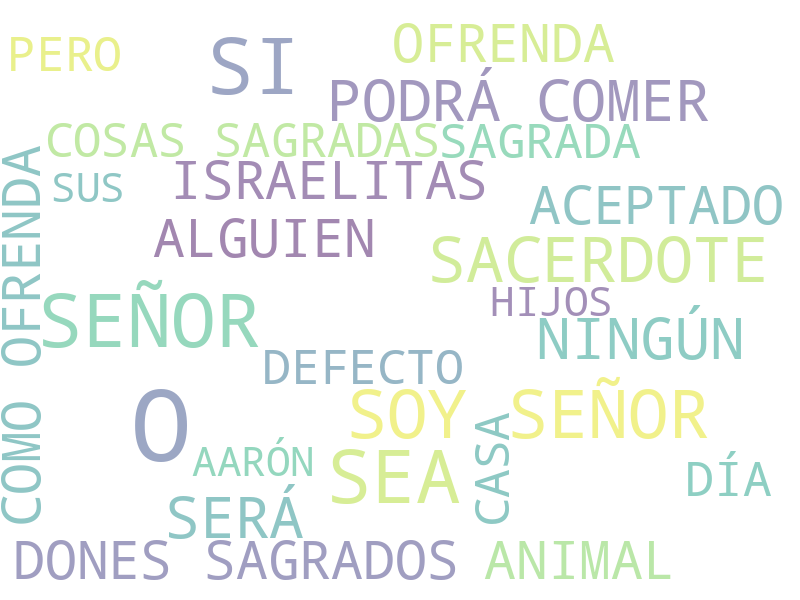 PERO
SI
OFRENDA
PODRÁ COMER
COSAS SAGRADAS
SAGRADA
SUS
ISRAELITAS
ACEPTADO
ALGUIEN
SACERDOTE
COMO OFRENDA
SEÑOR
HIJOS
NINGÚN
DEFECTO
O
SOY SEÑOR
AARÓN
SEA
CASA
DÍA
SERÁ
DONES SAGRADOS
ANIMAL